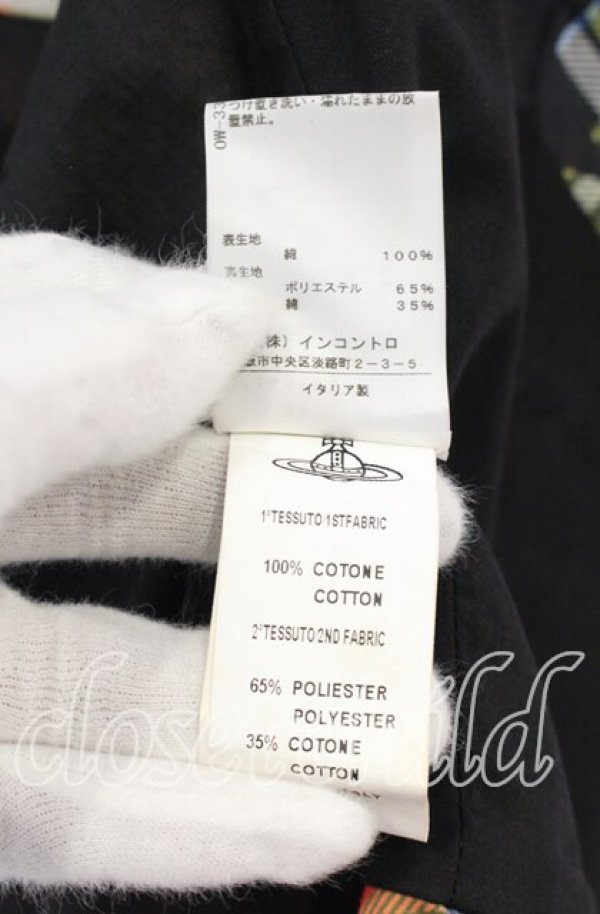 つけ置き洗い・濡れたままの放
置禁止。
OW-33
表生地
綿 100%
裏生地
ポリエステル 65%
綿 35%
(株) インコントロ
市中央区淡路町2-3-5
イタリア製
1°TESSUTO/1STFABRIC
100% COTONE
COTTON
2°TESSUTO2ND FABRIC
65% POLIESTER
POLYESTER
35% COTONE
COTTON
closet child